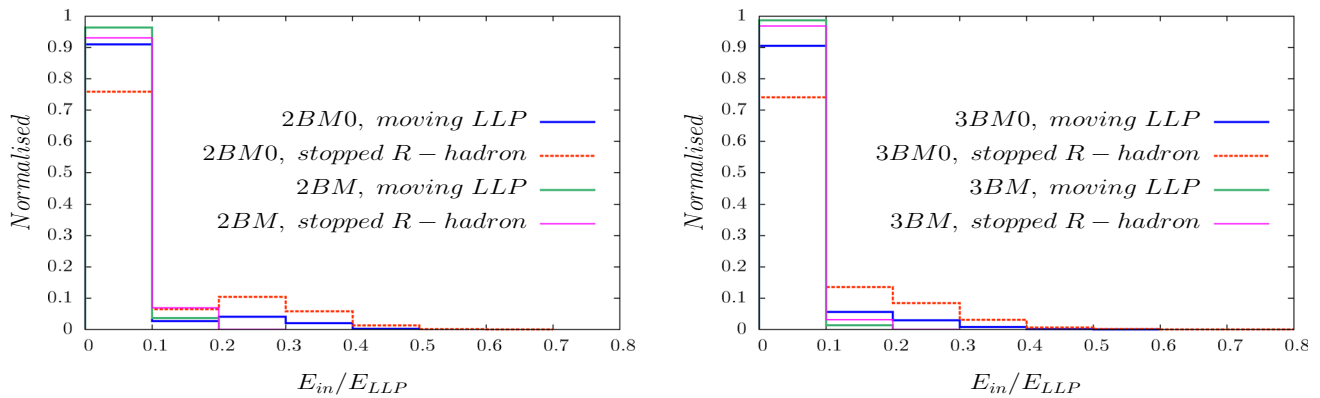 1
0.9
0.8
0.7
0.6
0.5
0.4
0.3
0.2
0.1
0
Normalised
2BM0, moving LLP
2BM0, stopped R − hadron
2BM, moving LLP
2BM, stopped R − hadron
0 0.1 0.2 0.3 0.4 0.5 0.6 0.7 0.8
E_in/E_LLP
1
0.9
0.8
0.7
0.6
0.5
0.4
0.3
0.2
0.1
0
Normalised
3BM0, moving LLP
3BM0, stopped R − hadron
3BM, moving LLP
3BM, stopped R − hadron
0 0.1 0.2 0.3 0.4 0.5 0.6 0.7 0.8
E_in/E_LLP